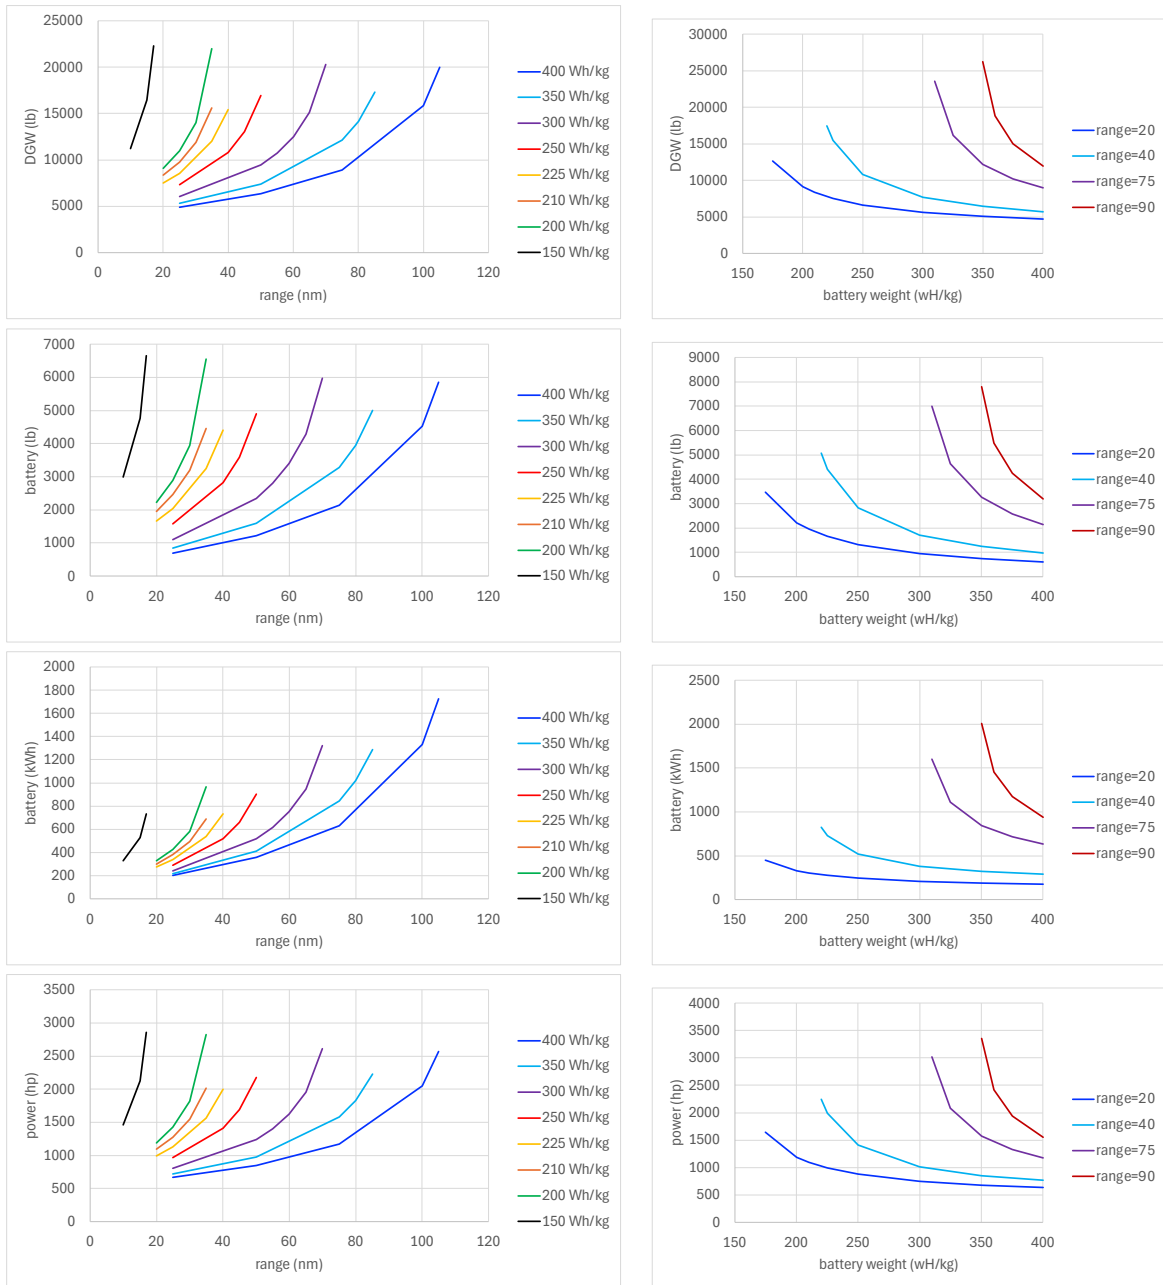 25000
20000
15000
10000
5000
0
DGW (lb)
0 20 40 60 80 100 120
range (nm)
400 Wh/kg
350 Wh/kg
300 Wh/kg
250 Wh/kg
225 Wh/kg
210 Wh/kg
200 Wh/kg
150 Wh/kg
30000
25000
20000
15000
10000
5000
0
DGW (lb)
150 200 250 300 350 400
battery weight (wH/kg)
range=20
range=40
range=75
range=90
7000
6000
5000
4000
3000
2000
1000
0
battery (lb)
0 20 40 60 80 100 120
range (nm)
400 Wh/kg
350 Wh/kg
300 Wh/kg
250 Wh/kg
225 Wh/kg
210 Wh/kg
200 Wh/kg
150 Wh/kg
9000
8000
7000
6000
5000
4000
3000
2000
1000
0
battery (lb)
150 200 250 300 350 400
battery weight (wH/kg)
range=20
range=40
range=75
range=90
2000
1800
1600
1400
1200
1000
800
600
400
200
0
battery (kWh)
0 20 40 60 80 100 120
range (nm)
400 Wh/kg
350 Wh/kg
300 Wh/kg
250 Wh/kg
225 Wh/kg
210 Wh/kg
200 Wh/kg
150 Wh/kg
2500
2000
1500
1000
500
0
battery (kWh)
150 200 250 300 350 400
battery weight (wH/kg)
range=20
range=40
range=75
range=90
3500
3000
2500
2000
1500
1000
500
0
power (hp)
0 20 40 60 80 100 120
range (nm)
400 Wh/kg
350 Wh/kg
300 Wh/kg
250 Wh/kg
225 Wh/kg
210 Wh/kg
200 Wh/kg
150 Wh/kg
4000
3500
3000
2500
2000
1500
1000
500
0
power (hp)
150 200 250 300 350 400
battery weight (wH/kg)
range=20
range=40
range=75
range=90